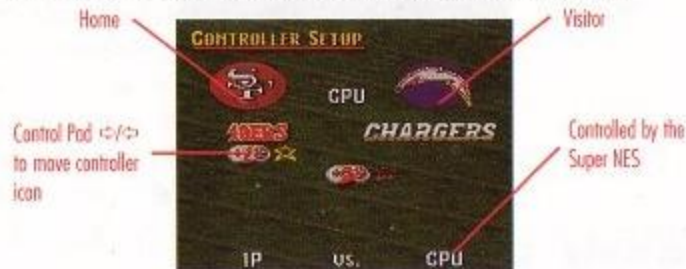 Home
Visitor
CONTROLLER SETUP
SF
CPU
49ERS
CHARGERS
Control Pad ⇦/⇨
to move controller
icon
Controlled by the
Super NES
1P vs. CPU